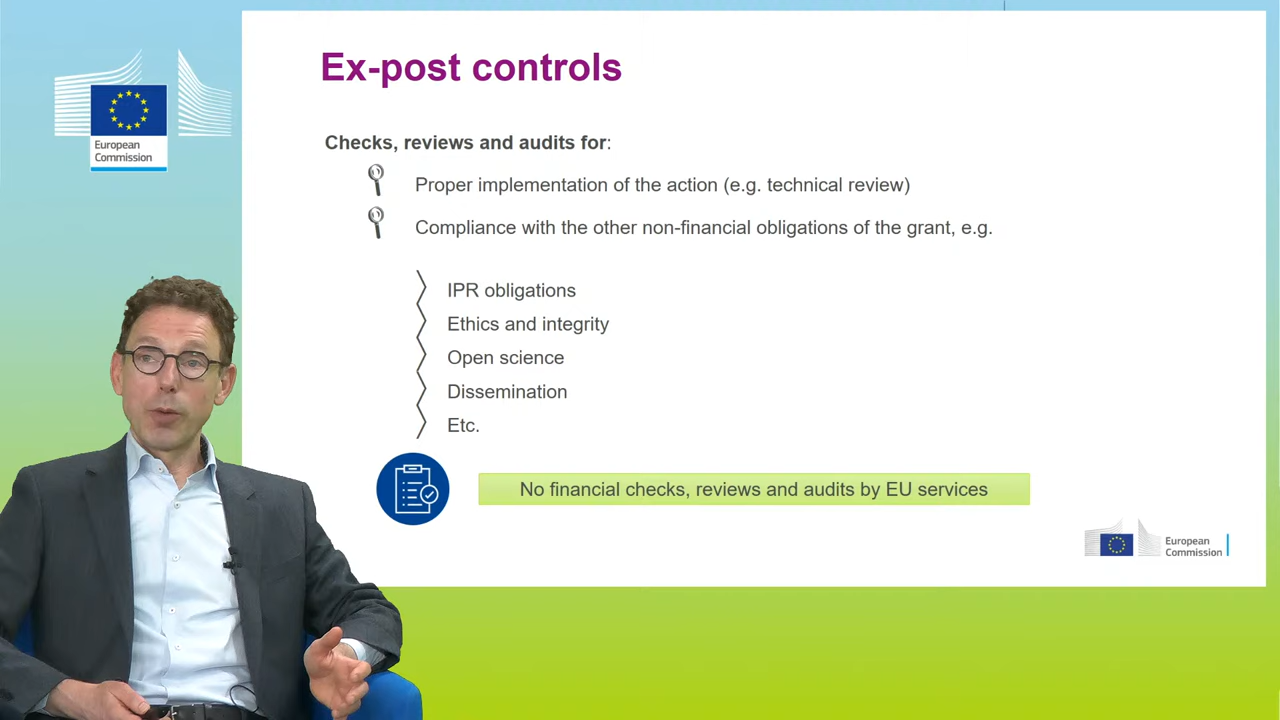 Ex-post controls
European
Commission
Checks, reviews and audits for:
Proper implementation of the action (e.g. technical review)
Compliance with the other non-financial obligations of the grant, e.g.
IPR obligations
Ethics and integrity
Open science
Dissemination
Etc.
No financial checks, reviews and audits by EU services
European
Commission